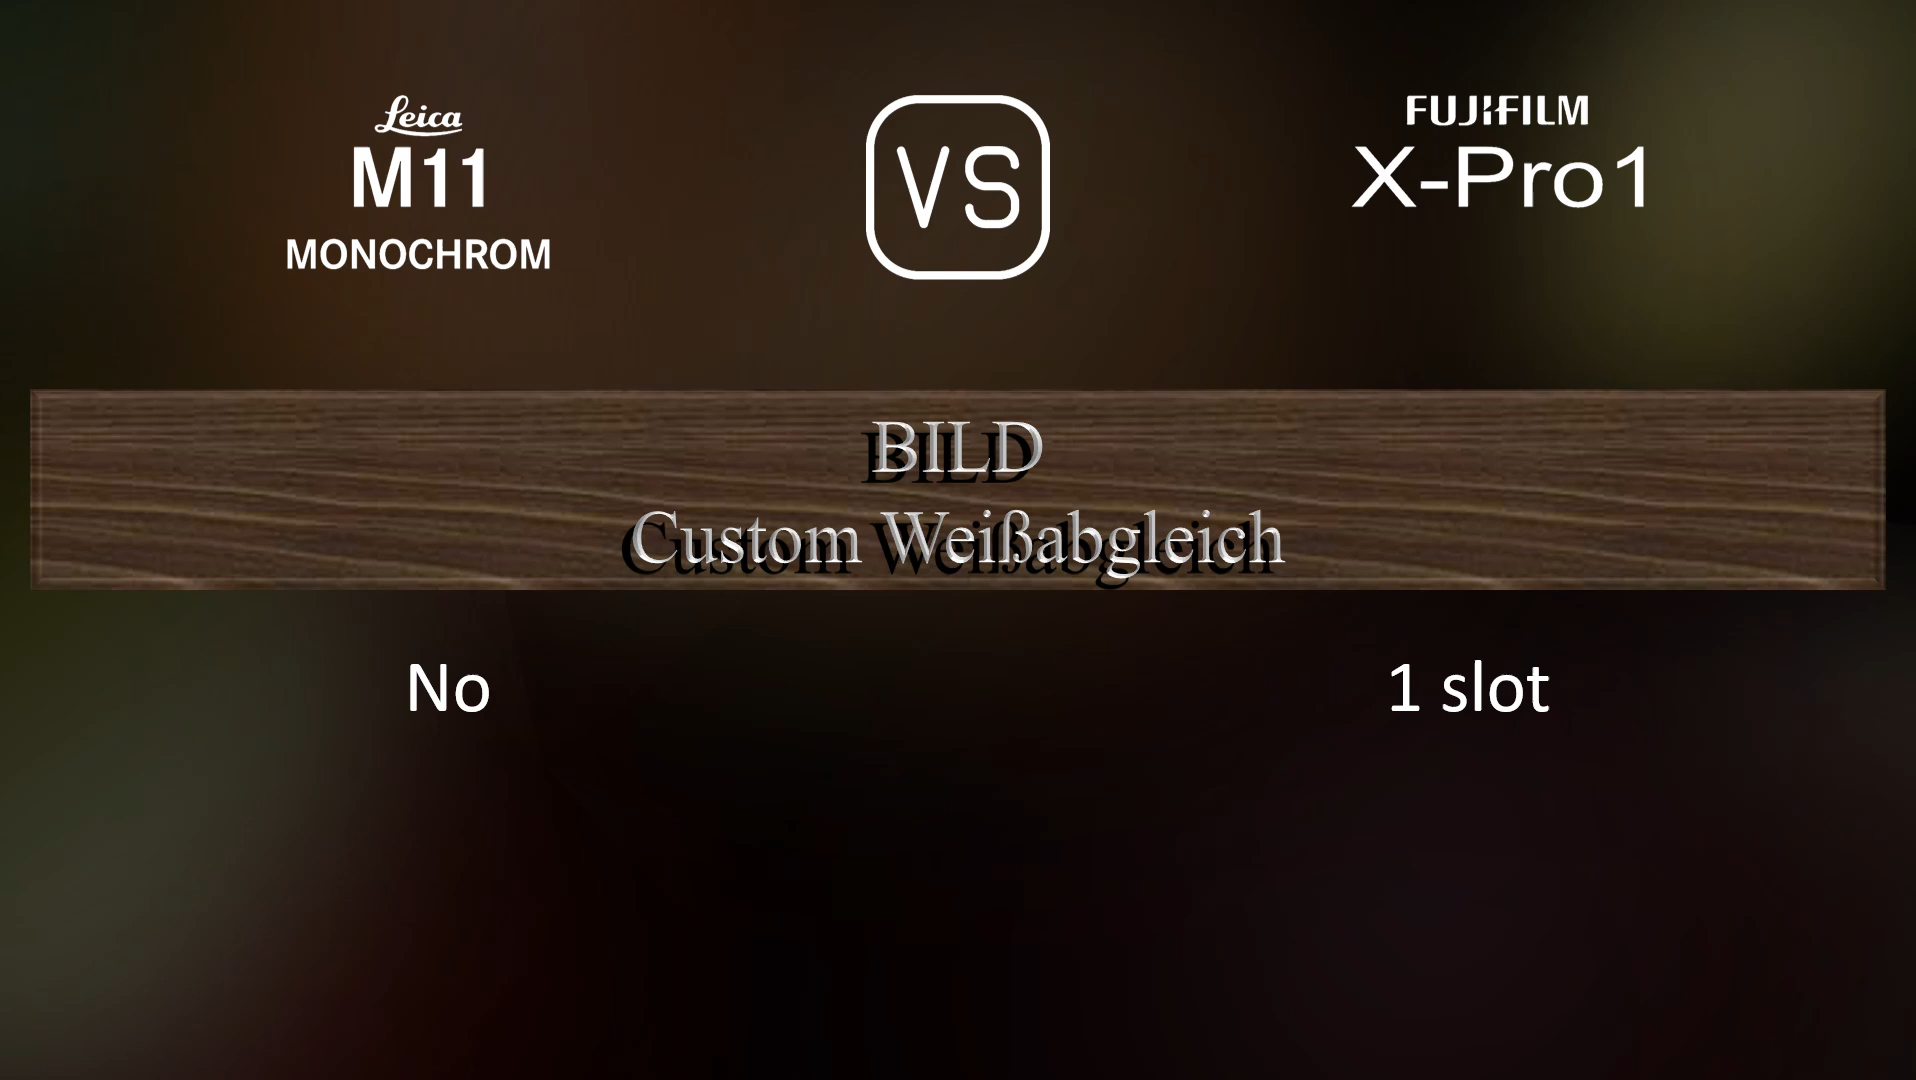 Leica
M11
MONOCHROM
VS
FUJIFILM
X-Pro1
BILD
Custom Weißabgleich
No
1 slot